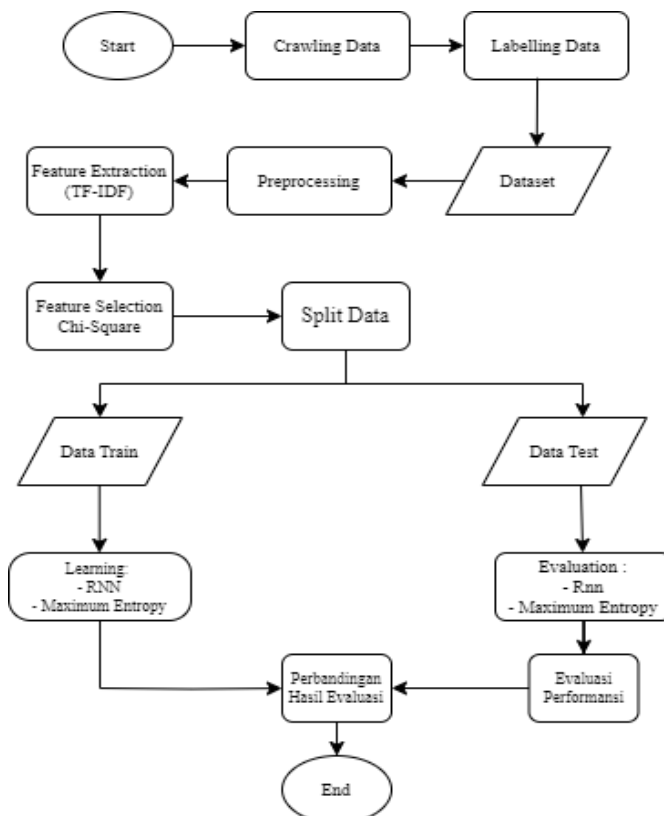 Start
Crawling Data
Labelling Data
Dataset
Preprocessing
Feature Extraction
(TF-IDF)
Feature Selection
Chi-Square
Split Data
Data Train
Data Test
Learning:
- RNN
- Maximum Entropy
Evaluation :
- Rnn
- Maximum Entropy
Evaluasi
Performansi
Perbandingan
Hasil Evaluasi
End